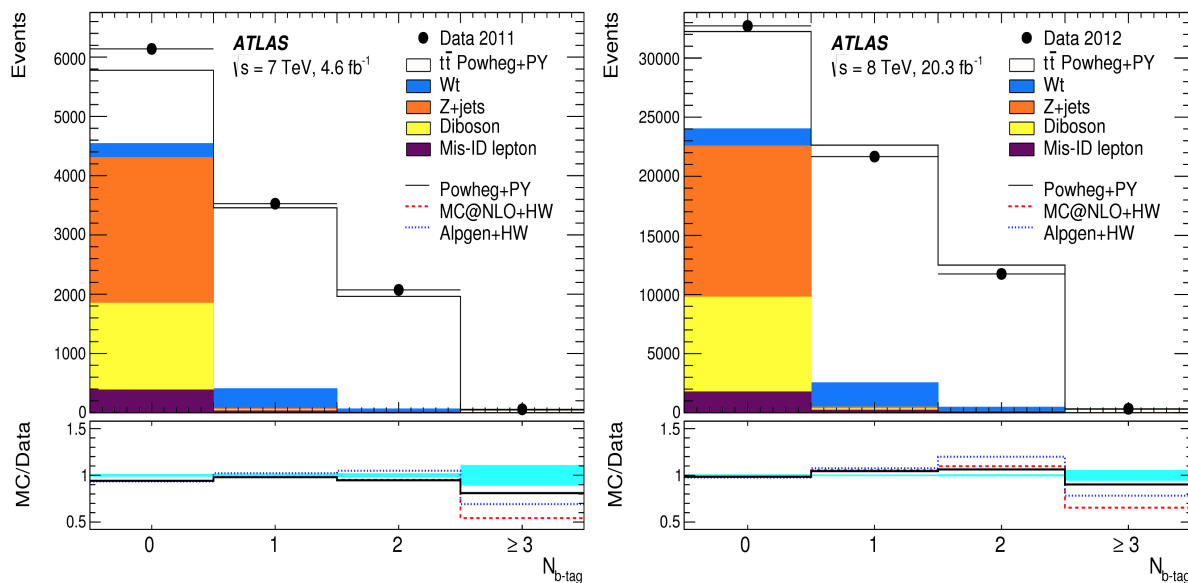 Events
6000
5000
4000
3000
2000
1000
0
ATLAS
√s = 7 TeV, 4.6 fb-1
Data 2011
tt̄ Powheg+PY
Wt
Z+jets
Diboson
Mis-ID lepton
Powheg+PY
MC@NLO+HW
Alpgen+HW
MC/Data
1.5
1
0.5
0 1 2 ≥ 3
Nb-tag
Events
30000
25000
20000
15000
10000
5000
0
ATLAS
√s = 8 TeV, 20.3 fb-1
Data 2012
tt̄ Powheg+PY
Wt
Z+jets
Diboson
Mis-ID lepton
Powheg+PY
MC@NLO+HW
Alpgen+HW
MC/Data
1.5
1
0.5
0 1 2 ≥ 3
Nb-tag